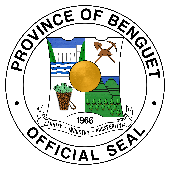 PROVINCE OF BENGUET
1966
OFFICIAL SEAL